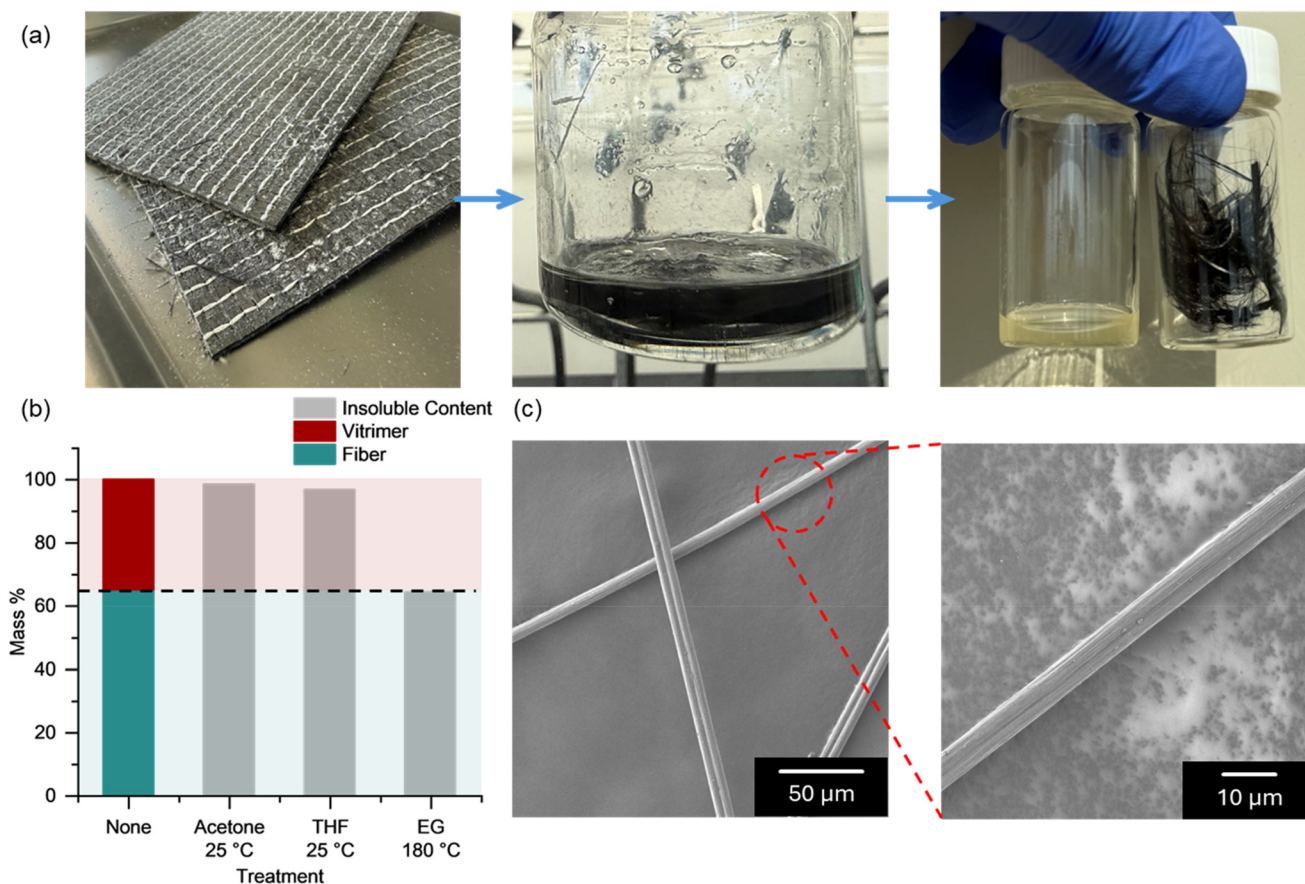 (a)
(b)
Insoluble Content
Vitrimer
Fiber
Mass %
100
80
60
40
20
0
None
Acetone
25 °C
THF
25 °C
EG
180 °C
Treatment
(c)
50 µm
10 µm